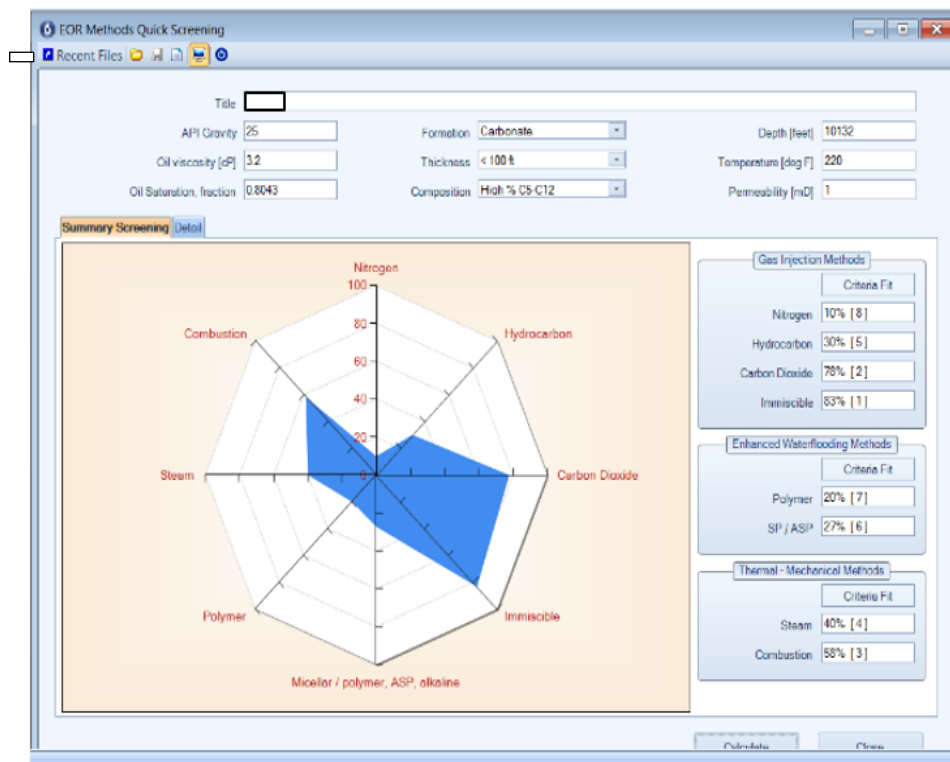 EOR Methods Quick Screening
Recent Files
Title
API Gravity 25 Formation Carbonate Depth [feet] 10132
Oil viscosity [cP] 3.2 Thickness < 100 ft Temperature [deg F] 220
Oil Saturation, fraction 0.8043 Composition High % C5-C12 Permeability [mD] 1
Summary Screening Detail
Nitrogen
100
80
60
40
20
0
Hydrocarbon
Carbon Dioxide
Immiscible
Micellar / polymer, ASP, alkaline
Polymer
Steam
Combustion
Gas Injection Methods
Criteria Fit
Nitrogen 10% [ 8 ]
Hydrocarbon 30% [ 5 ]
Carbon Dioxide 78% [ 2 ]
Immiscible 83% [ 1 ]
Enhanced Waterflooding Methods
Criteria Fit
Polymer 20% [ 7 ]
SP / ASP 27% [ 6 ]
Thermal - Mechanical Methods
Criteria Fit
Steam 40% [ 4 ]
Combustion 58% [ 3 ]
Calculate Close